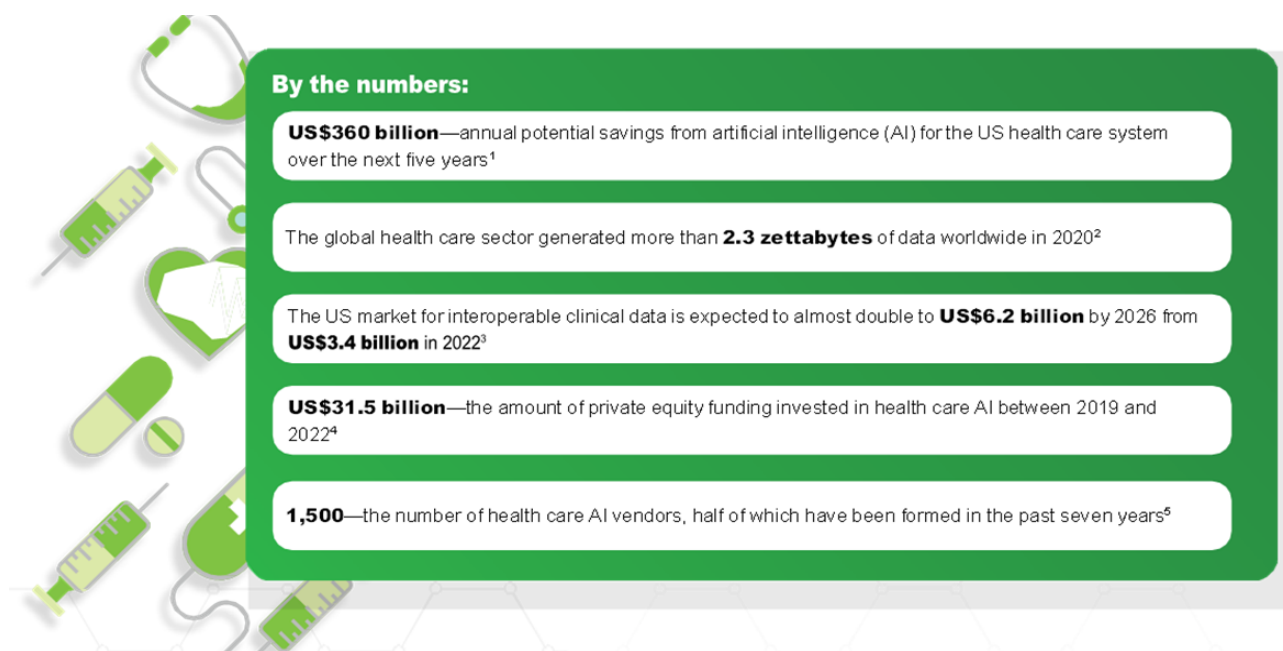 By the numbers:
US$360 billion—annual potential savings from artificial intelligence (AI) for the US health care system
over the next five years¹
The global health care sector generated more than 2.3 zettabytes of data worldwide in 2020²
The US market for interoperable clinical data is expected to almost double to US$6.2 billion by 2026 from
US$3.4 billion in 2022³
US$31.5 billion—the amount of private equity funding invested in health care AI between 2019 and
2022⁴
1,500—the number of health care AI vendors, half of which have been formed in the past seven years⁵